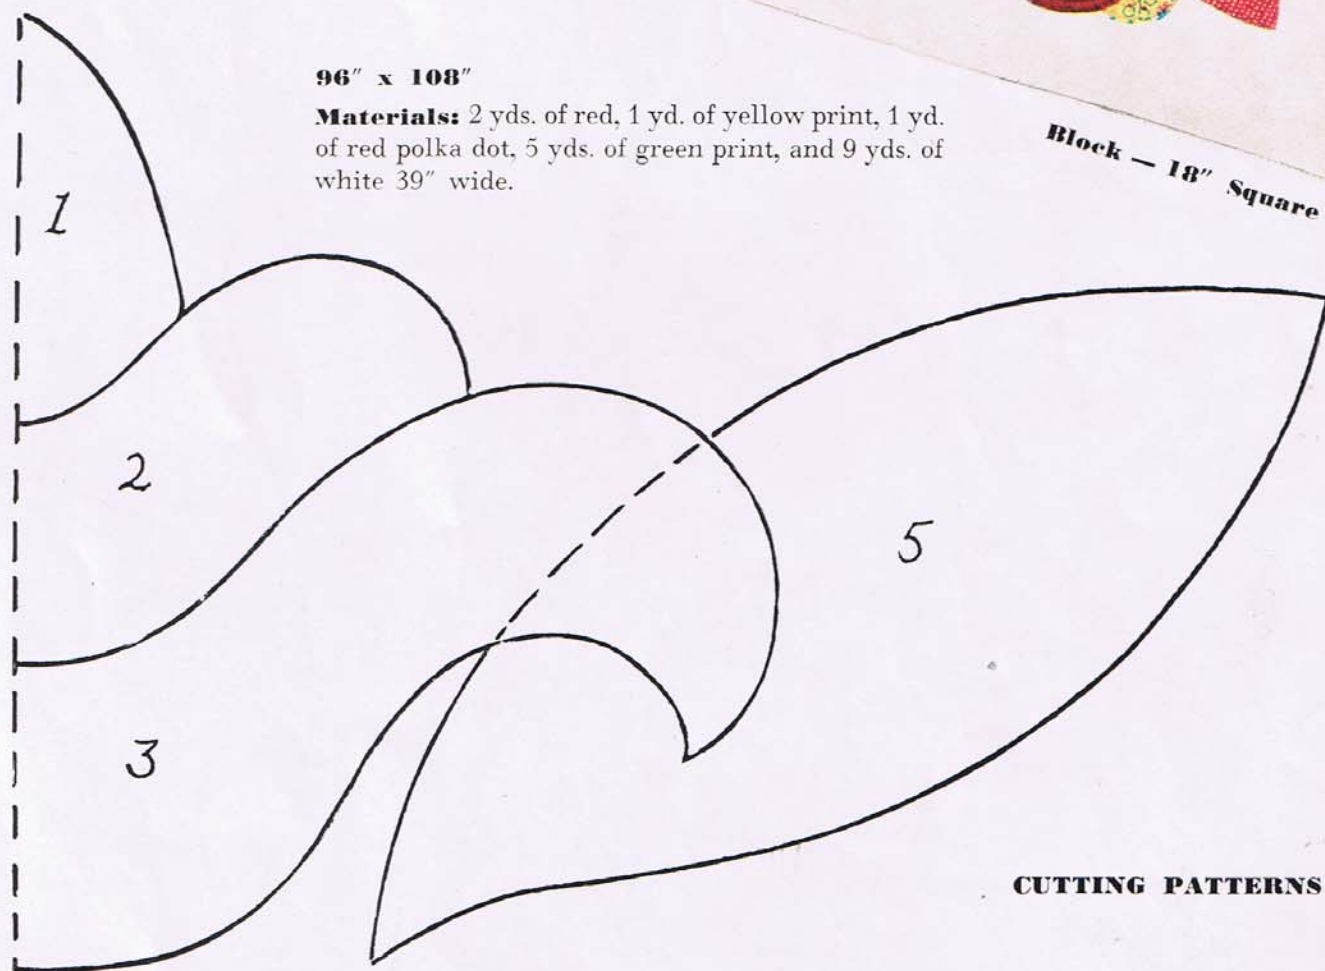 96″ x 108″
Materials: 2 yds. of red, 1 yd. of yellow print, 1 yd.
of red polka dot, 5 yds. of green print, and 9 yds. of
white 39″ wide.
Block — 18″ Square
1
2
3
5
CUTTING PATTERNS